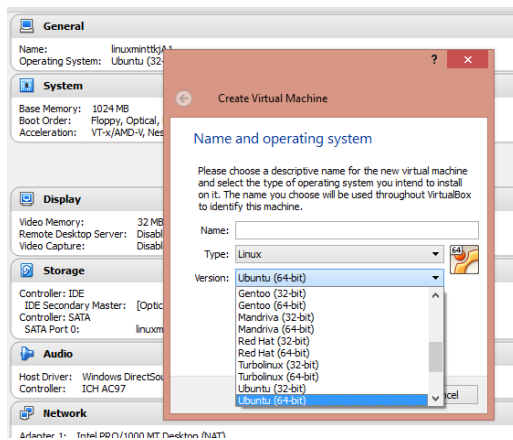 General
Name: linuxminttkjA1
Operating System: Ubuntu (32-
System
Base Memory: 1024 MB
Boot Order: Floppy, Optical,
Acceleration: VT-x/AMD-V, Nes
Display
Video Memory: 32 MB
Remote Desktop Server: Disabl
Video Capture: Disabl
Storage
Controller: IDE
IDE Secondary Master: [Optic
Controller: SATA
SATA Port 0: linuxm
Audio
Host Driver: Windows DirectSou
Controller: ICH AC97
Network
Adapter 1: Intel PRO/1000 MT Desktop (NAT)
?
Create Virtual Machine
Name and operating system
Please choose a descriptive name for the new virtual machine
and select the type of operating system you intend to install
on it. The name you choose will be used throughout VirtualBox
to identify this machine.
Name:
Type: Linux
64
Version: Ubuntu (64-bit)
Gentoo (32-bit)
Gentoo (64-bit)
Mandriva (32-bit)
Mandriva (64-bit)
Red Hat (32-bit)
Red Hat (64-bit)
Turbolinux (32-bit)
Turbolinux (64-bit)
Ubuntu (32-bit)
Ubuntu (64-bit)
cel